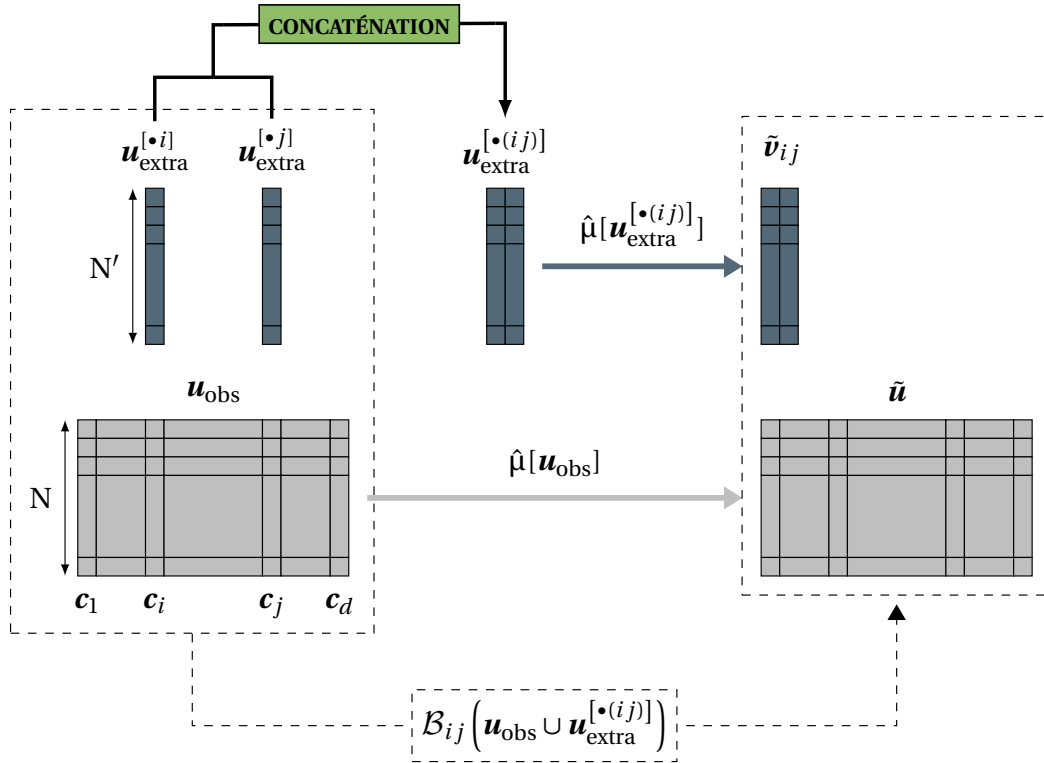 CONCATÉNATION
𝒖_extra^[•i] 𝒖_extra^[•j] 𝒖_extra^[•(ij)] ṽ_ij
N′ μ̂[𝒖_extra^[•(ij)]]
𝒖_obs ũ
N μ̂[𝒖_obs]
𝒄_1 𝒄_i 𝒄_j 𝒄_d
ℬ_ij(𝒖_obs ∪ 𝒖_extra^[•(ij)])